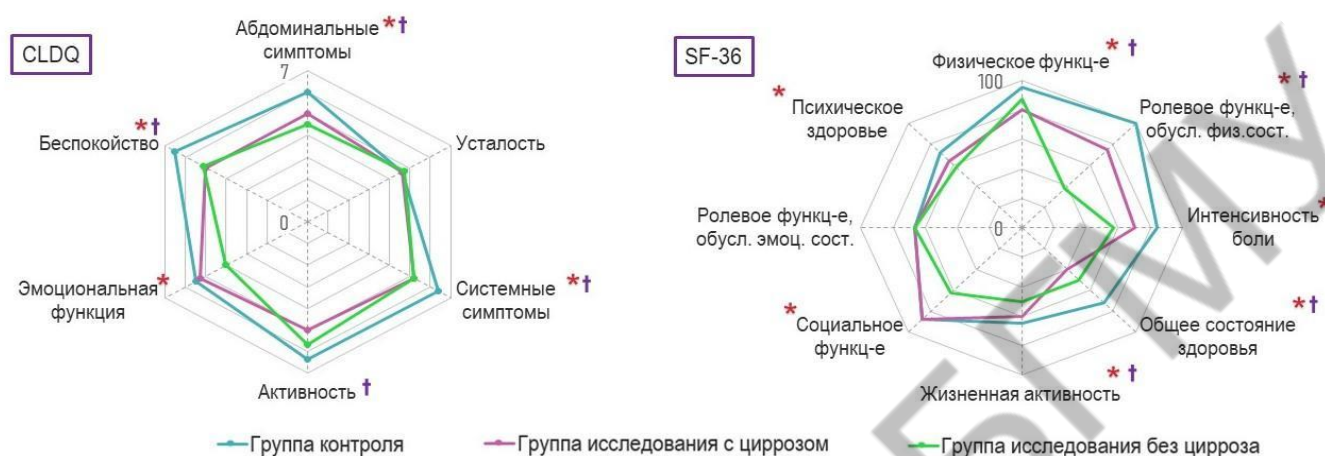 CLDQ
Абдоминальные *†
симптомы
7
Беспокойство *†
Усталость
0
Эмоциональная *
функция
Системные *†
симптомы
Активность †
SF-36
Физическое функц-е *†
100
* Психическое
здоровье
*†
Ролевое функц-е,
обусл. физ.сост.
Ролевое функц-е,
обусл. эмоц. сост.
0
Интенсивность *
боли
* Социальное
функц-е
Общее состояние *†
здоровья
Жизненная активность *†
Группа контроля
Группа исследования с циррозом
Группа исследования без цирроза
БГМУ